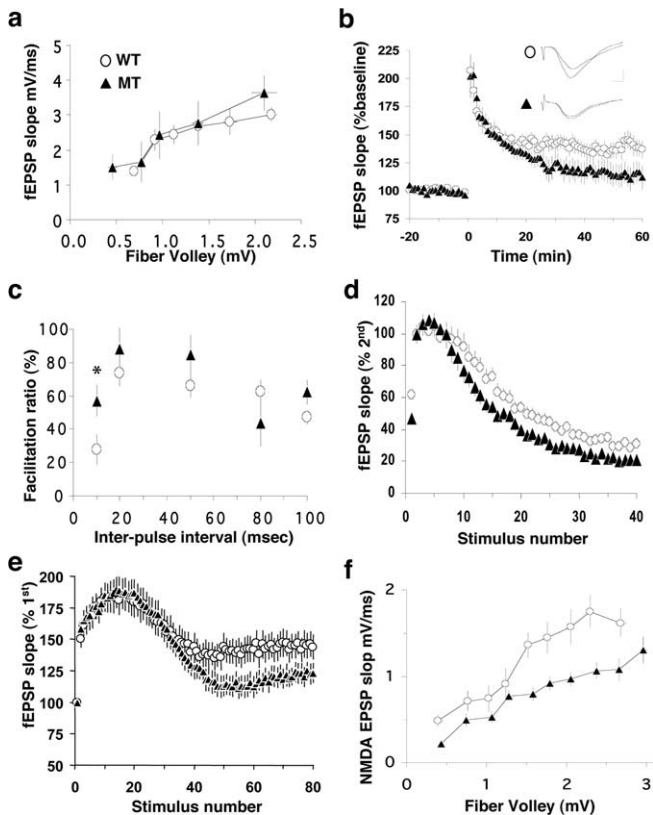 a
WT
MT
fEPSP slope mV/ms
5
4
3
2
1
0
0.0 0.5 1.0 1.5 2.0 2.5
Fiber Volley (mV)
b
fEPSP slope (%baseline)
225
200
175
150
125
100
75
-20 0 20 40 60
Time (min)
c
Facilitation ratio (%)
100
80
60
40
20
0
*
0 20 40 60 80 100
Inter-pulse interval (msec)
d
fEPSP slope (% 2nd)
120
100
80
60
40
20
0
0 10 20 30 40
Stimulus number
e
fEPSP slope (% 1st)
200
175
150
125
100
75
50
0 20 40 60 80
Stimulus number
f
NMDA EPSP slop mV/ms
2
1
0
0 1 2 3
Fiber Volley (mV)